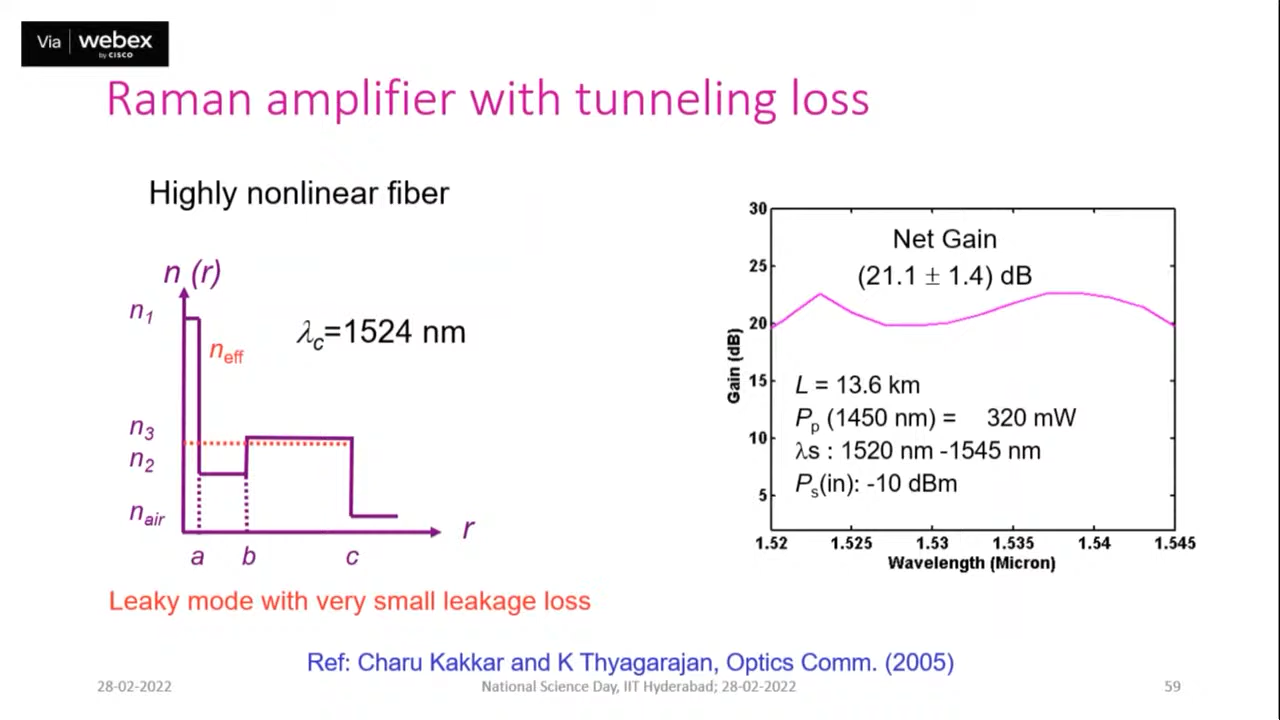 Via webex
by CISCO
Raman amplifier with tunneling loss
Highly nonlinear fiber
n (r)
n₁
n_eff
λ_c=1524 nm
n₃
n₂
n_air
r
a b c
Leaky mode with very small leakage loss
Net Gain
(21.1 ± 1.4) dB
L = 13.6 km
Pₚ (1450 nm) = 320 mW
λs : 1520 nm -1545 nm
Pₛ(in): -10 dBm
Gain (dB)
30
25
20
15
10
5
1.52 1.525 1.53 1.535 1.54 1.545
Wavelength (Micron)
Ref: Charu Kakkar and K Thyagarajan, Optics Comm. (2005)
28-02-2022 National Science Day, IIT Hyderabad; 28-02-2022 59